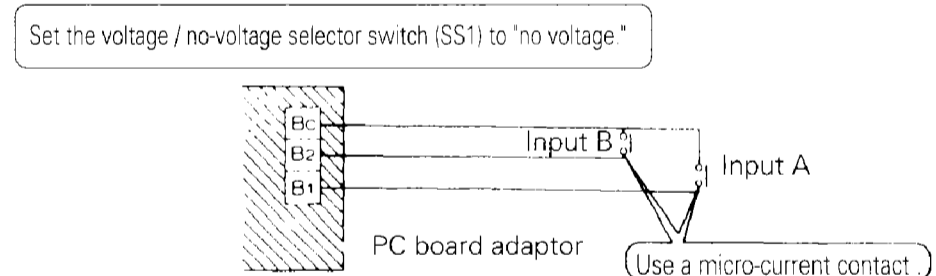 Set the voltage / no-voltage selector switch (SS1) to "no voltage."
BC
B2
B1
Input B
Input A
PC board adaptor
Use a micro-current contact .